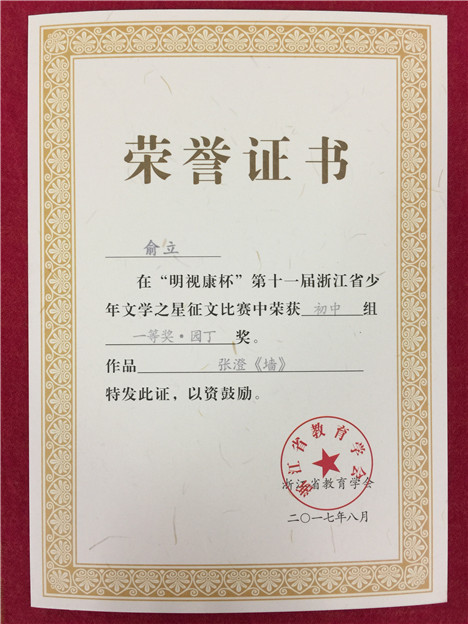 荣誉证书
俞立
在“明视康杯”第十一届浙江省少
年文学之星征文比赛中荣获 初中 组
一等奖·园丁 奖。
作品 张澄《墙》
特发此证，以资鼓励。
浙江省教育学会
浙江省教育学会
二〇一七年八月